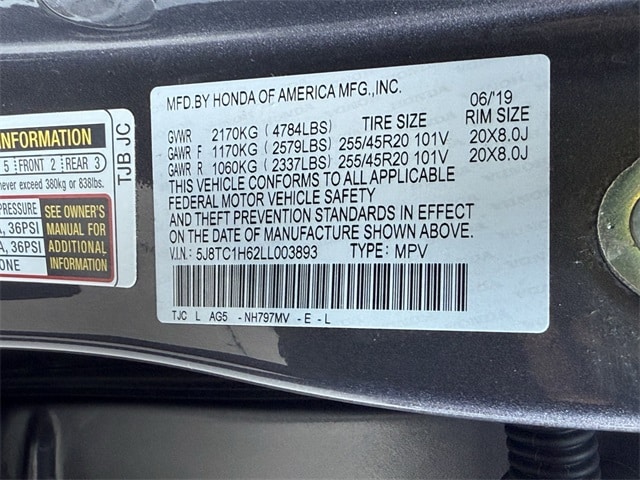 MFD.BY HONDA OF AMERICA MFG.,INC. 06/'19
GVWR 2170KG (4784LBS) TIRE SIZE RIM SIZE
GAWR F 1170KG (2579LBS) 255/45R20 101V 20X8.0J
GAWR R 1060KG (2337LBS) 255/45R20 101V 20X8.0J
THIS VEHICLE CONFORMS TO ALL APPLICABLE
FEDERAL MOTOR VEHICLE SAFETY
AND THEFT PREVENTION STANDARDS IN EFFECT
ON THE DATE OF MANUFACTURE SHOWN ABOVE.
V.I.N.: 5J8TC1H62LL003893 TYPE: MPV
TJC L AG5 -NH797MV -E -L
INFORMATION
5 FRONT 2 REAR 3
never exceed 380kg or 838lbs.
PRESSURE
A, 36PSI
A, 36PSI
ONE
SEE OWNER'S
MANUAL FOR
ADDITIONAL
INFORMATION
TJB JC